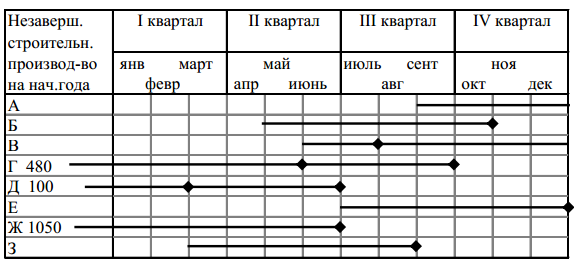 Незаверш. I квартал II квартал III квартал IV квартал
строительн.
производ-во янв март май июль сент ноя
на нач.года февр апр июнь авг окт дек
А
Б
В
Г 480
Д 100
Е
Ж 1050
З